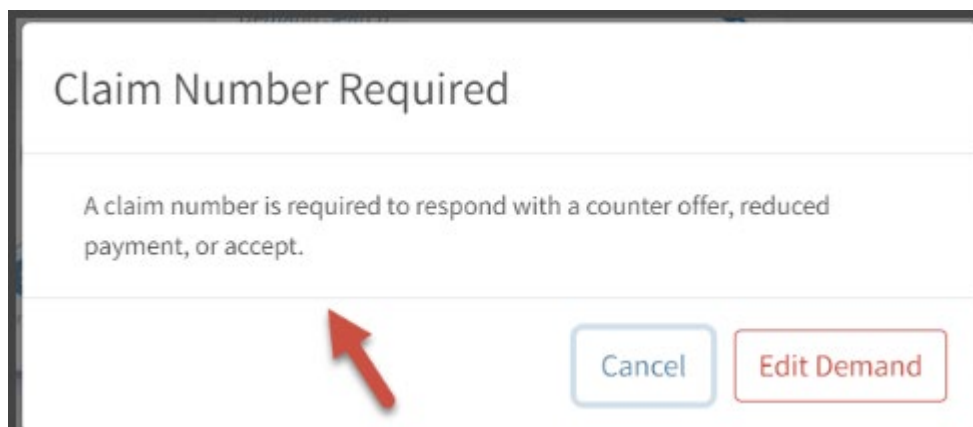 Claim Number Required
A claim number is required to respond with a counter offer, reduced
payment, or accept.
Cancel
Edit Demand